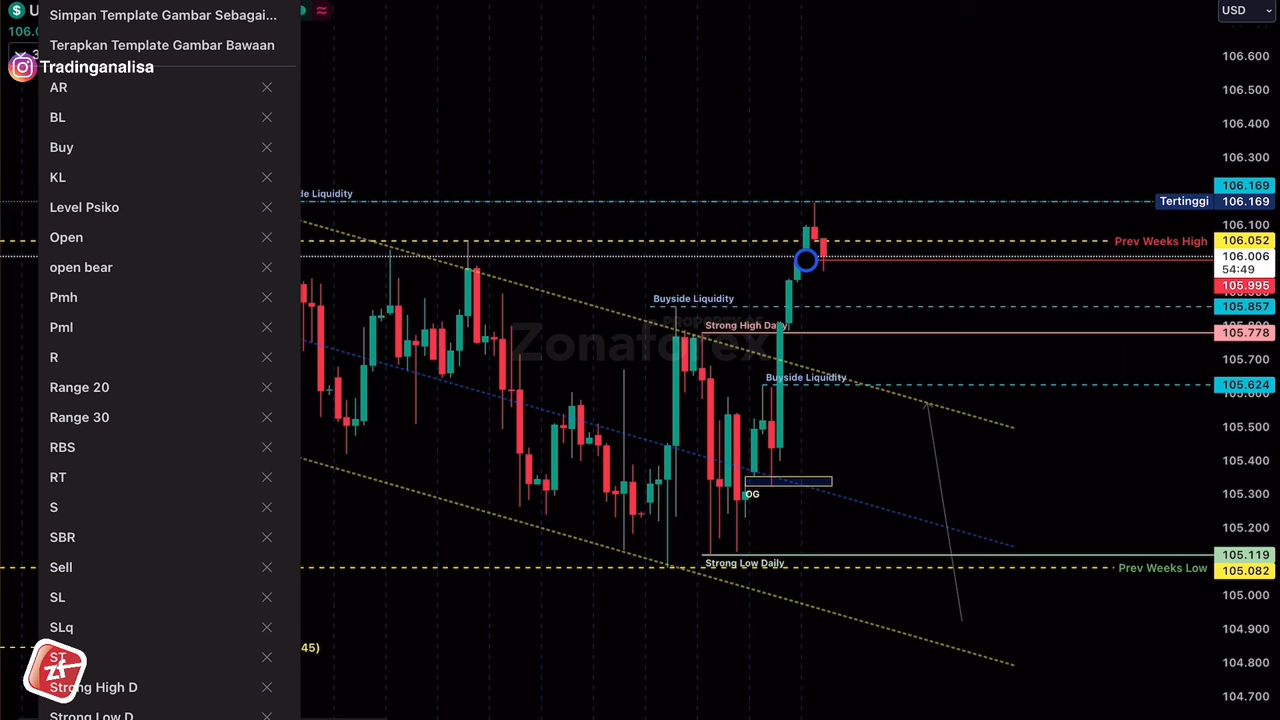 Simpan Template Gambar Sebagai...
Terapkan Template Gambar Bawaan
Tradinganalisa
AR
BL
Buy
KL
Level Psiko
Open
open bear
Pmh
Pml
R
Range 20
Range 30
RBS
RT
S
SBR
Sell
SL
SLq
ST
Strong High D
Strong Low D
zf
45)
de Liquidity
Buyside Liquidity
Strong High Daily
Zonaforex
Buyside Liquidity
OG
Strong Low Daily
Tertinggi
Prev Weeks High
Prev Weeks Low
USD
106.600
106.500
106.400
106.300
106.169
106.169
106.100
106.052
106.006
54:49
105.995
105.857
105.778
105.700
105.624
105.500
105.400
105.300
105.200
105.119
105.082
105.000
104.900
104.800
104.700